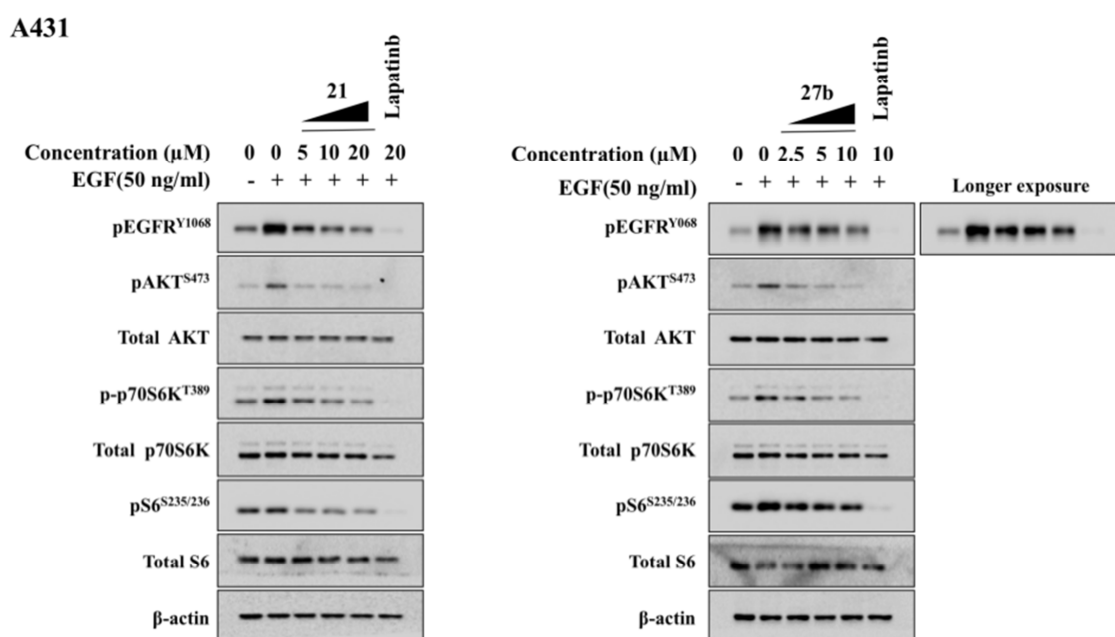 A431
21
Lapatinb
Concentration (µM) 0 0 5 10 20 20
EGF(50 ng/ml) - + + + + +
pEGFR^Y1068
pAKT^S473
Total AKT
p-p70S6K^T389
Total p70S6K
pS6^S235/236
Total S6
β-actin
27b
Lapatinb
Concentration (µM) 0 0 2.5 5 10 10
EGF(50 ng/ml) - + + + + +
Longer exposure
pEGFR^Y068
pAKT^S473
Total AKT
p-p70S6K^T389
Total p70S6K
pS6^S235/236
Total S6
β-actin